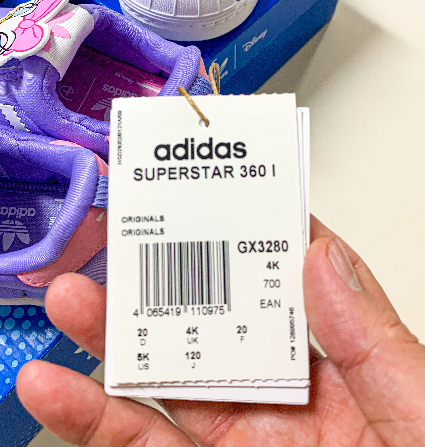 Disney
adidas
SUPERSTAR 360 I
ORIGINALS
ORIGINALS
GX3280
4K
700
EAN
4 065419 110975
20 4K 20
D UK F
5K 120
US J